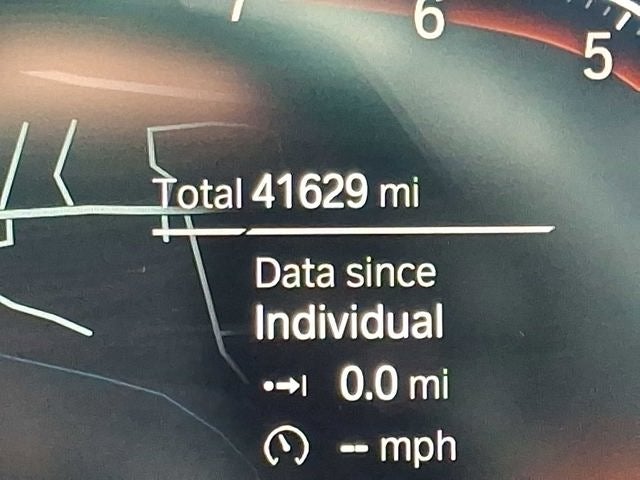 7 6 5
Total 41629 mi
Data since
Individual
0.0 mi
-- mph